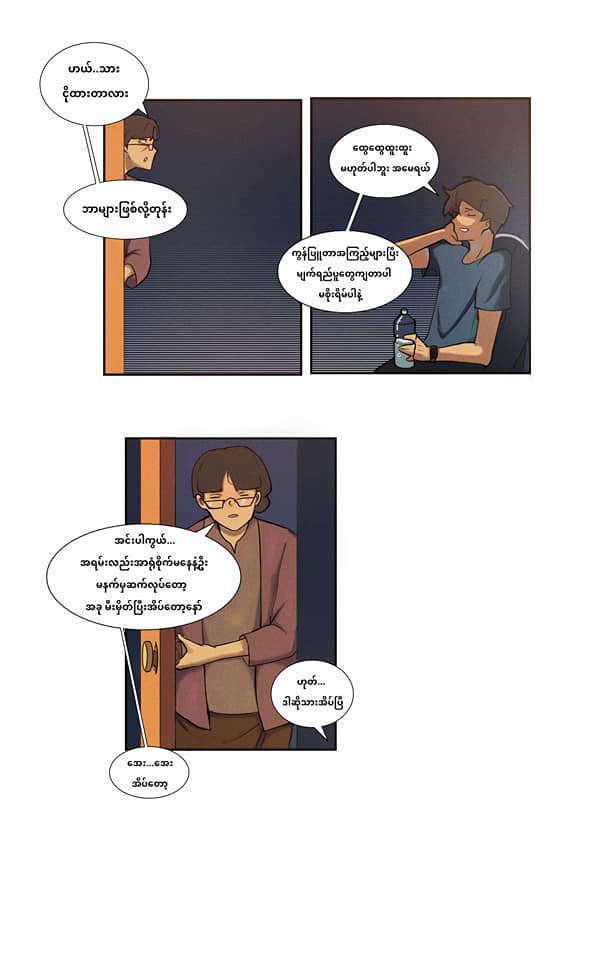 ဟယ်..သား
ငိုထားတာလား
ဘာများဖြစ်လို့တုန်း
ထွေထွေထူးထူး
မဟုတ်ပါဘူး အမေရယ်
ကွန်ပြူတာအကြည့်များပြီး
မျက်ရည်ပူတွေကျတာပါ
မစိုးရိမ်ပါနဲ့
အင်းပါကွယ်...
အရမ်းလည်းအာရုံစိုက်မနေနဲ့ဦး
မနက်မှဆက်လုပ်တော့
အခု မီးမှိတ်ပြီးအိပ်တော့နော်
ဟုတ်...
ဒါဆိုသားအိပ်ပြီ
အေး...အေး
အိပ်တော့